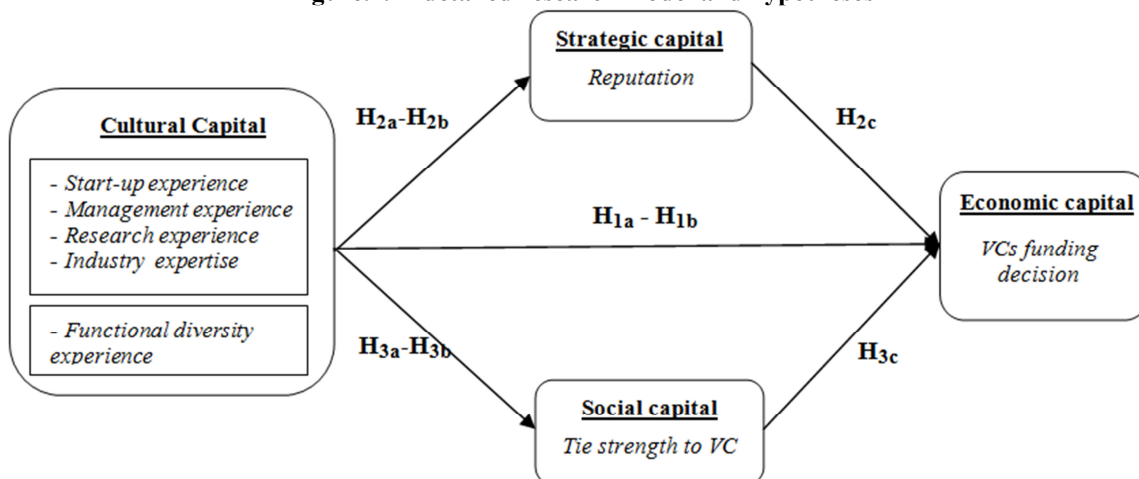 Strategic capital
Reputation
Cultural Capital
- Start-up experience
- Management experience
- Research experience
- Industry expertise
- Functional diversity
experience
H2a-H2b
H2c
H1a - H1b
Economic capital
VCs funding
decision
H3a-H3b
H3c
Social capital
Tie strength to VC